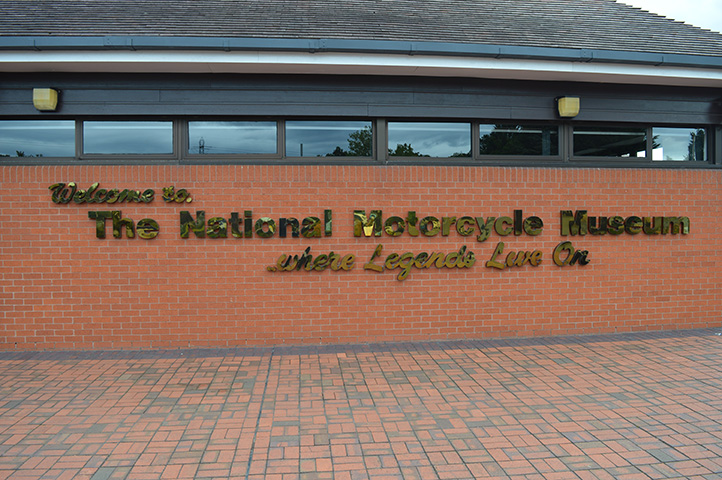 Welcome to.
The National Motorcycle Museum
..where Legends Live On